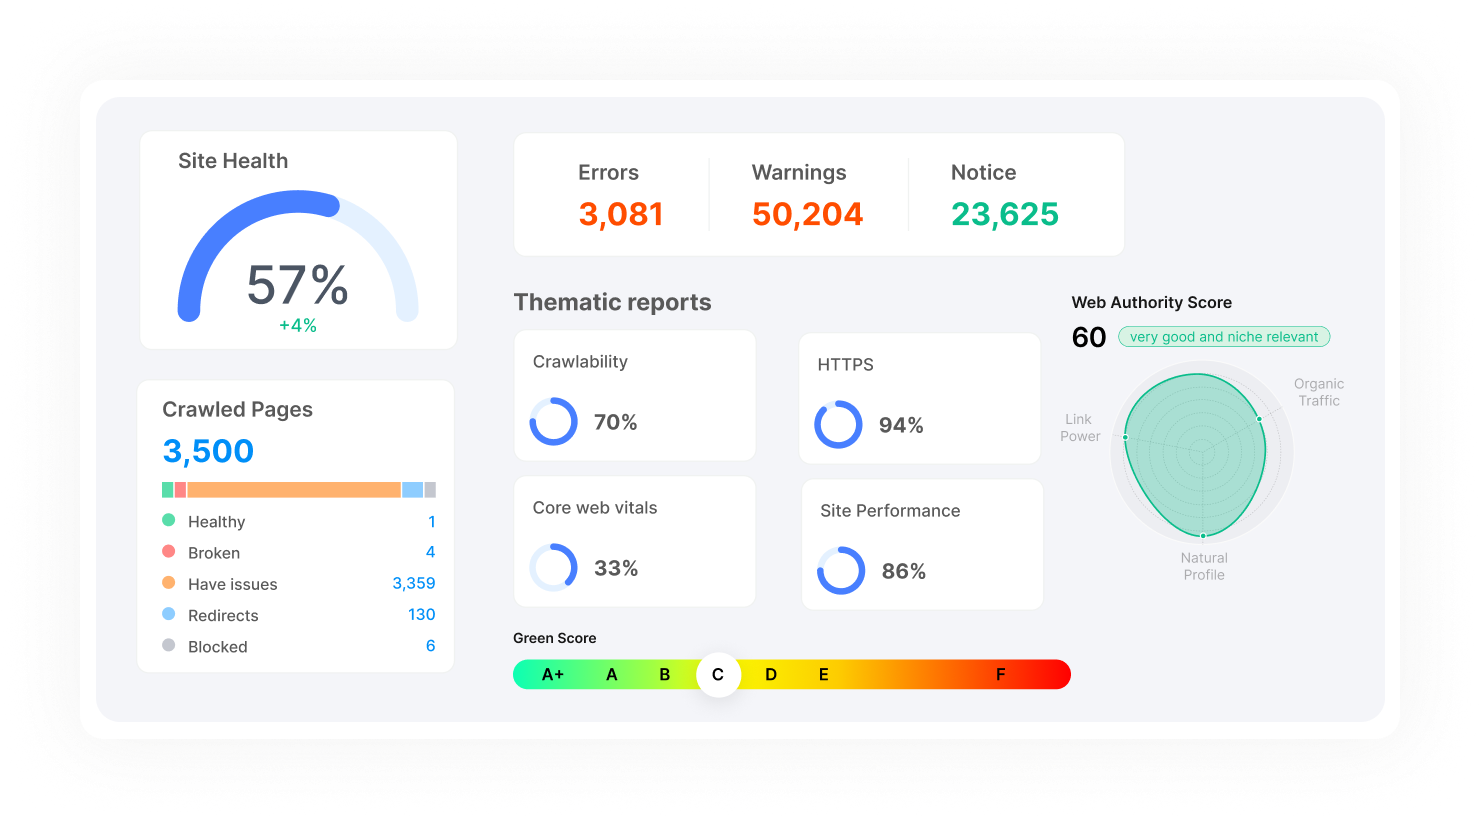 Site Health
57%
+4%
Crawled Pages
3,500
Healthy 1
Broken 4
Have issues 3,359
Redirects 130
Blocked 6
Errors
3,081
Warnings
50,204
Notice
23,625
Thematic reports
Crawlability
70%
HTTPS
94%
Core web vitals
33%
Site Performance
86%
Green Score
A+ A B C D E F
Web Authority Score
60 very good and niche relevant
Organic
Traffic
Link
Power
Natural
Profile